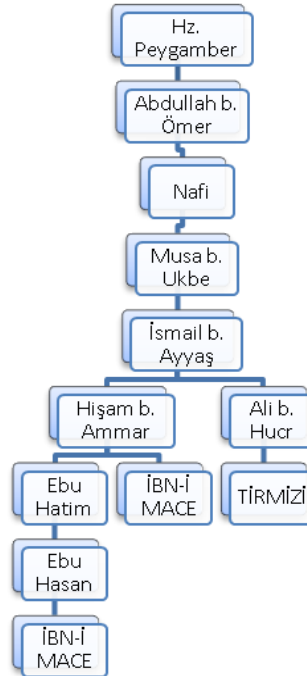 Hz.
Peygamber
Abdullah b.
Ömer
Nafi
Musa b.
Ukbe
İsmail b.
Ayyaş
Hişam b.
Ammar
Ali b.
Hucr
Ebu
Hatim
İBN-İ
MACE
TİRMİZİ
Ebu
Hasan
İBN-İ
MACE